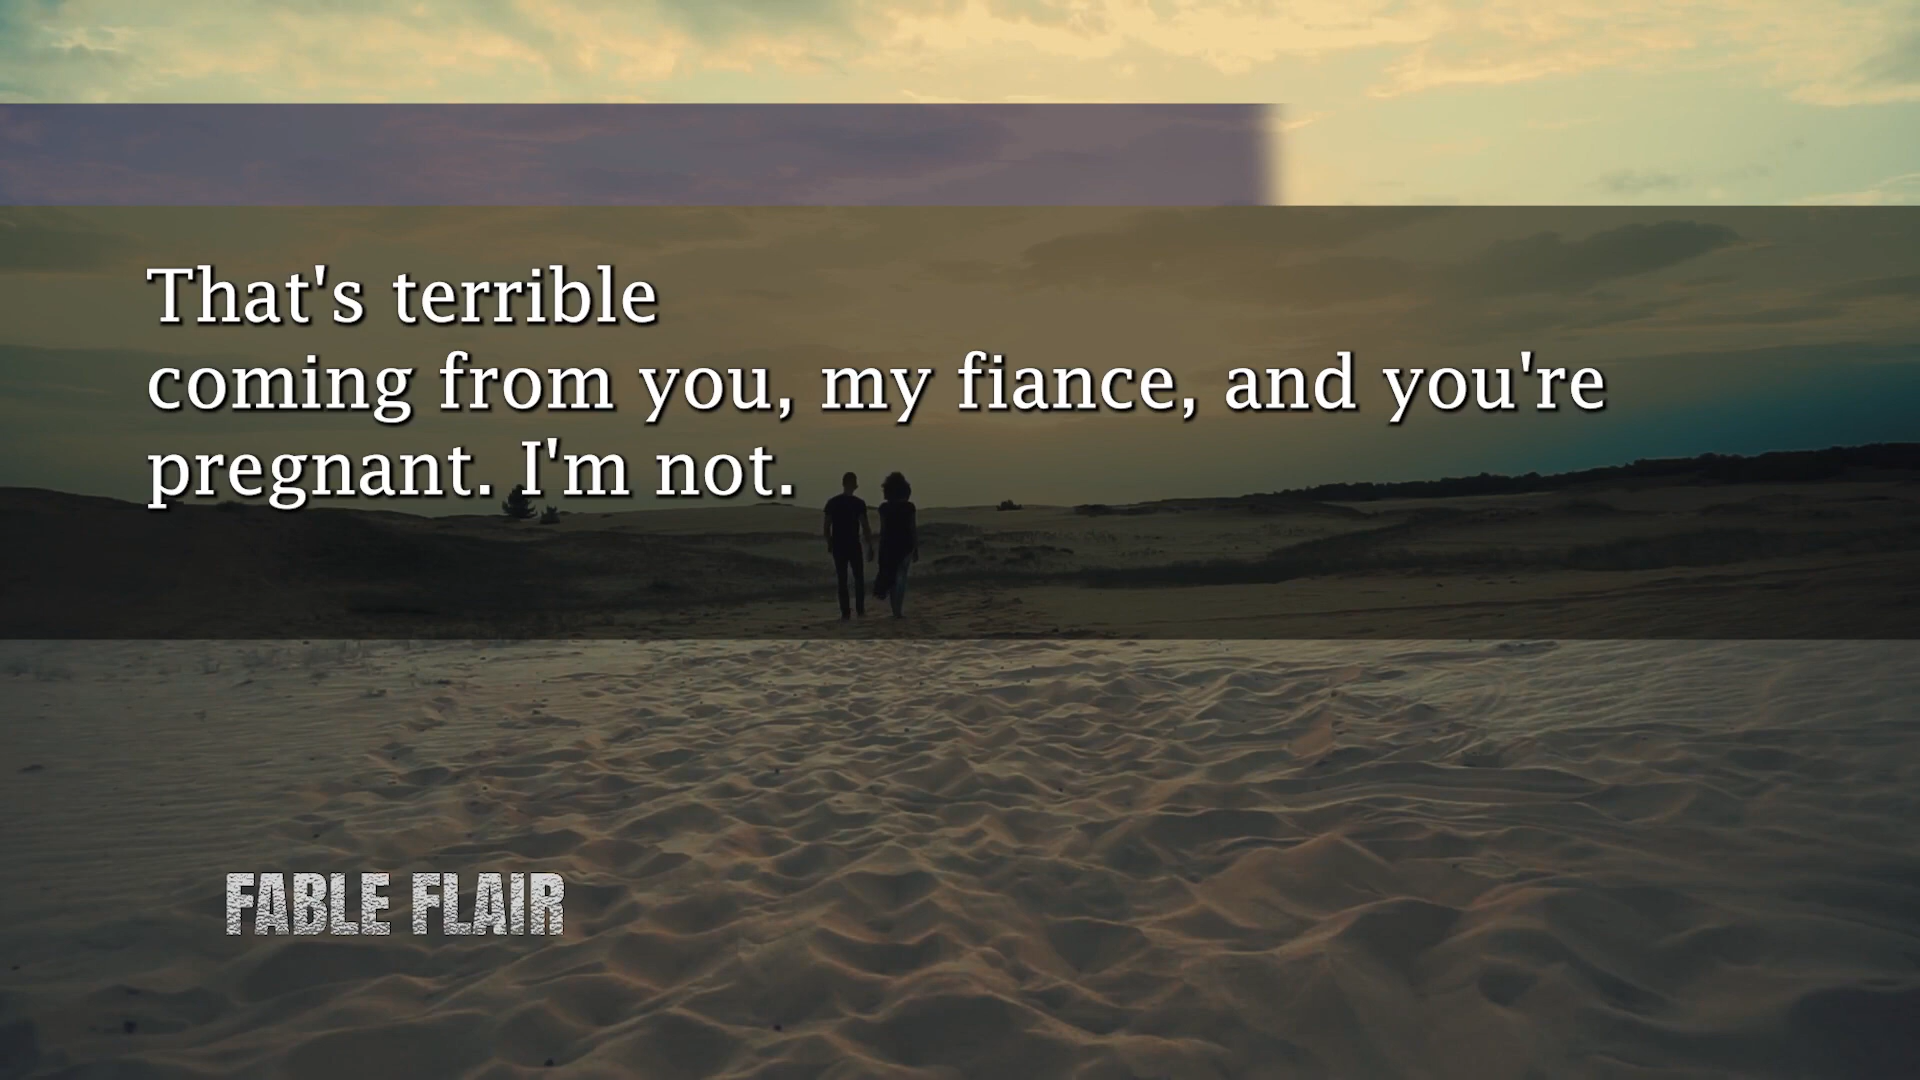 That's terrible
coming from you, my fiance, and you're
pregnant. I'm not.
FABLE FLAIR